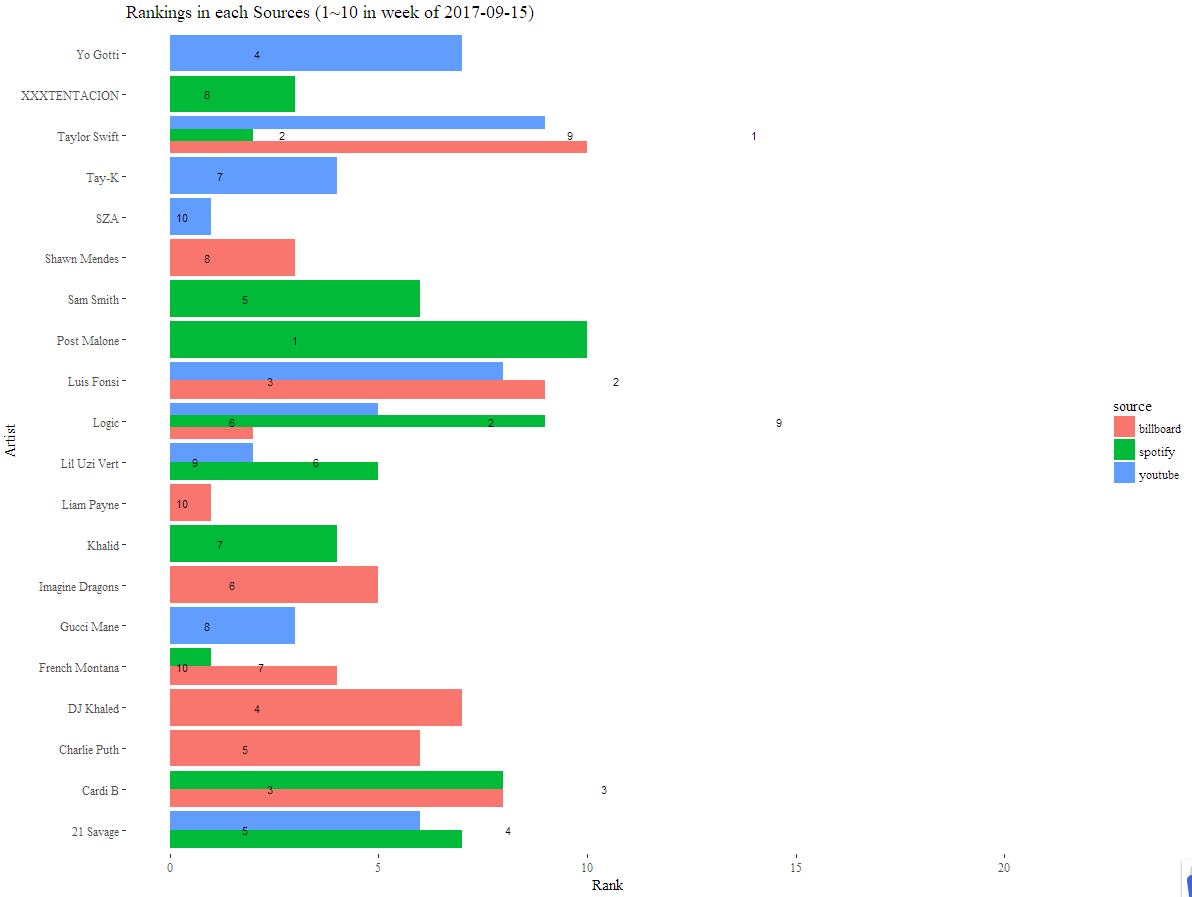 Rankings in each Sources (1~10 in week of 2017-09-15)
Artist
Yo Gotti 4
XXXTENTACION 8
Taylor Swift 2 9 1
Tay-K 7
SZA 10
Shawn Mendes 8
Sam Smith 5
Post Malone 1
Luis Fonsi 3 2
Logic 6 2 9
Lil Uzi Vert 9 6
Liam Payne 10
Khalid 7
Imagine Dragons 6
Gucci Mane 8
French Montana 10 7
DJ Khaled 4
Charlie Puth 5
Cardi B 3 3
21 Savage 5 4
0 5 10 15 20
Rank
source
billboard
spotify
youtube